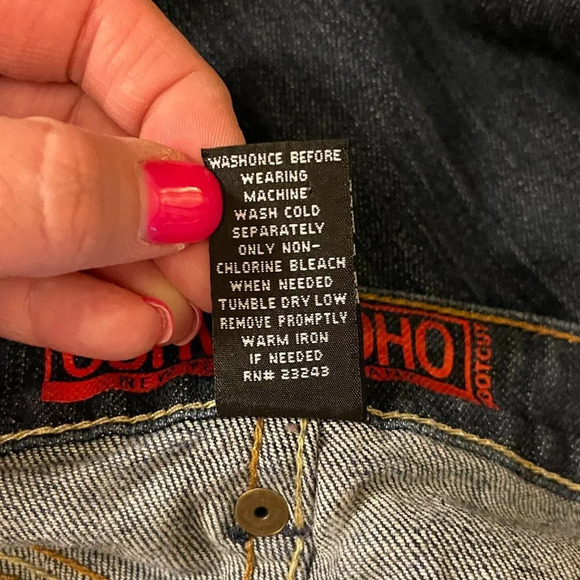 WASHONCE BEFORE
WEARING
MACHINE
WASH COLD
SEPARATELY
ONLY NON-
CHLORINE BLEACH
WHEN NEEDED
TUMBLE DRY LOW
REMOVE PROMPTLY
WARM IRON
IF NEEDED
RN# 23243
OHO